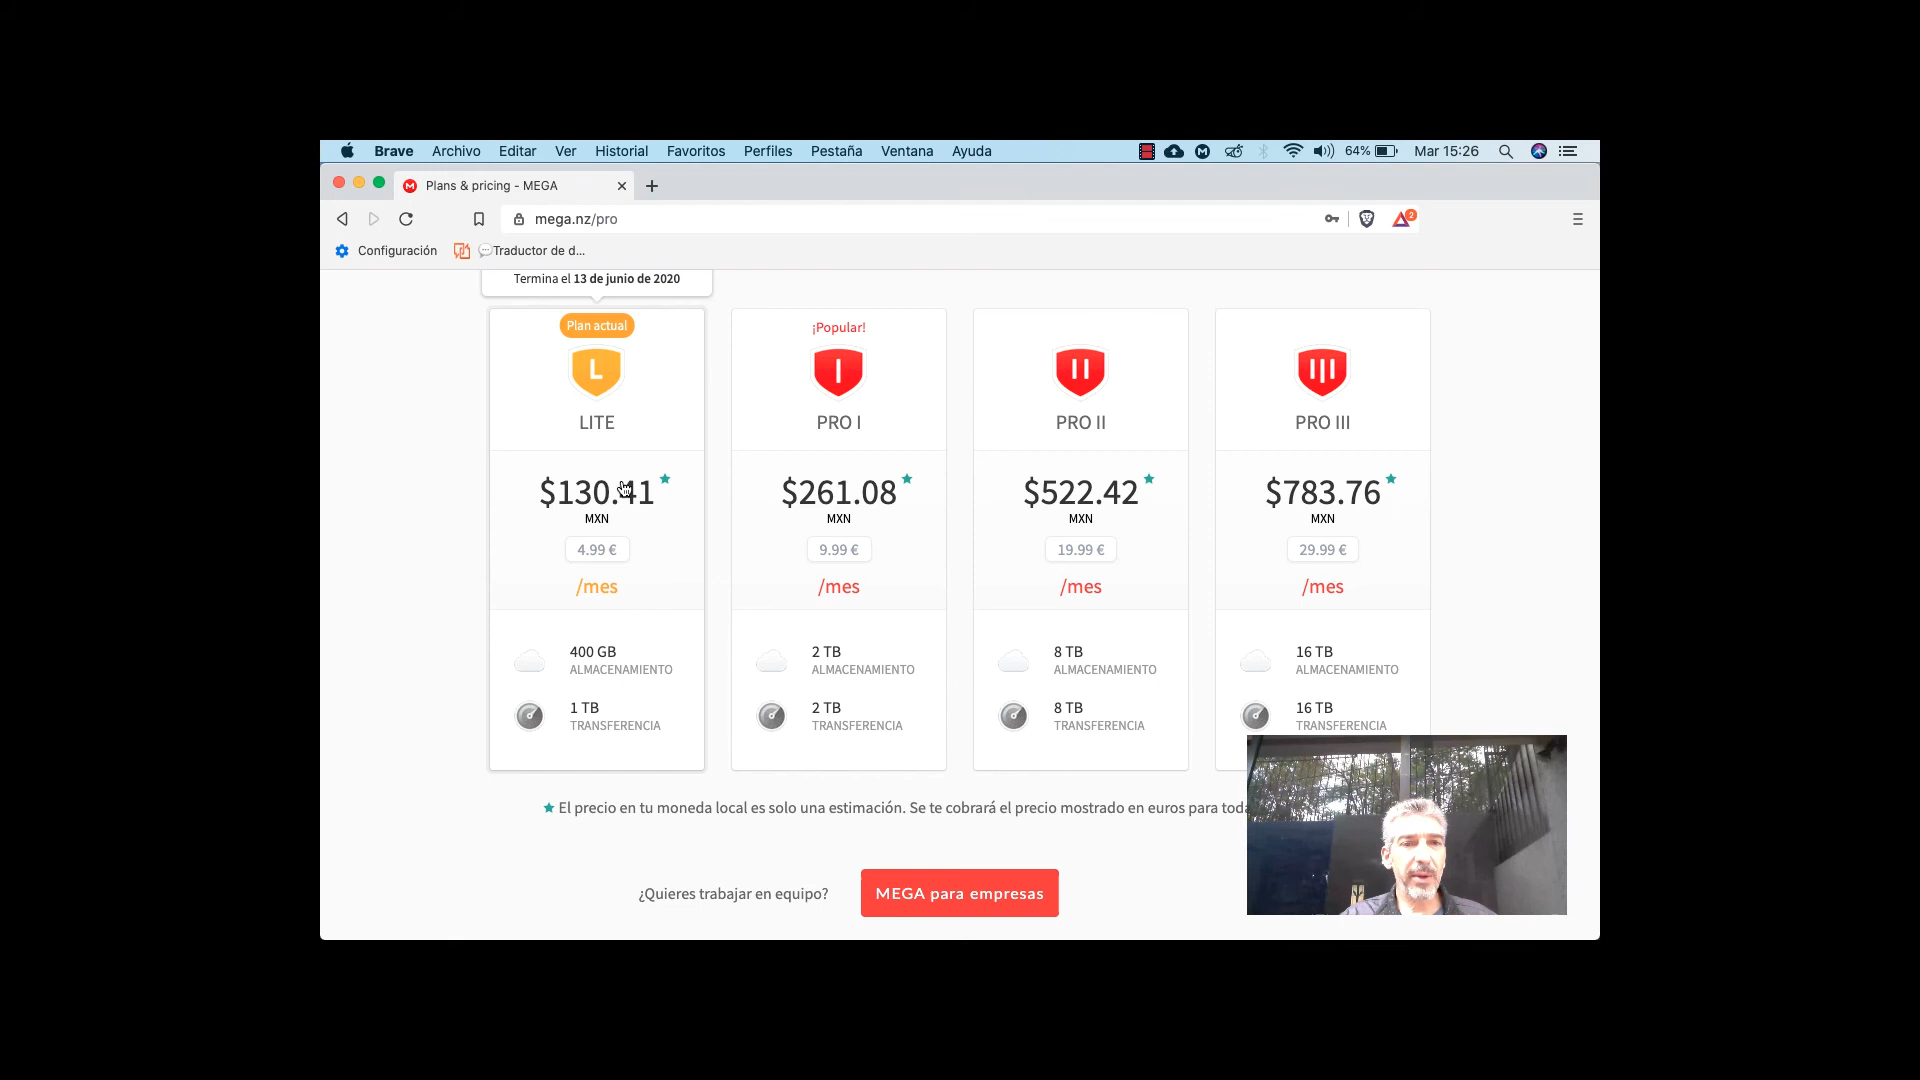 Brave Archivo Editar Ver Historial Favoritos Perfiles Pestaña Ventana Ayuda 64% Mar 15:26
Plans & pricing - MEGA
mega.nz/pro
2
Configuración Traductor de d...
Termina el 13 de junio de 2020
Plan actual
L
LITE
$130.41
MXN
4.99 €
/mes
400 GB
ALMACENAMIENTO
1 TB
TRANSFERENCIA
¡Popular!
I
PRO I
$261.08
MXN
9.99 €
/mes
2 TB
ALMACENAMIENTO
2 TB
TRANSFERENCIA
II
PRO II
$522.42
MXN
19.99 €
/mes
8 TB
ALMACENAMIENTO
8 TB
TRANSFERENCIA
III
PRO III
$783.76
MXN
29.99 €
/mes
16 TB
ALMACENAMIENTO
16 TB
TRANSFERENCIA
El precio en tu moneda local es solo una estimación. Se te cobrará el precio mostrado en euros para toda
¿Quieres trabajar en equipo? MEGA para empresas